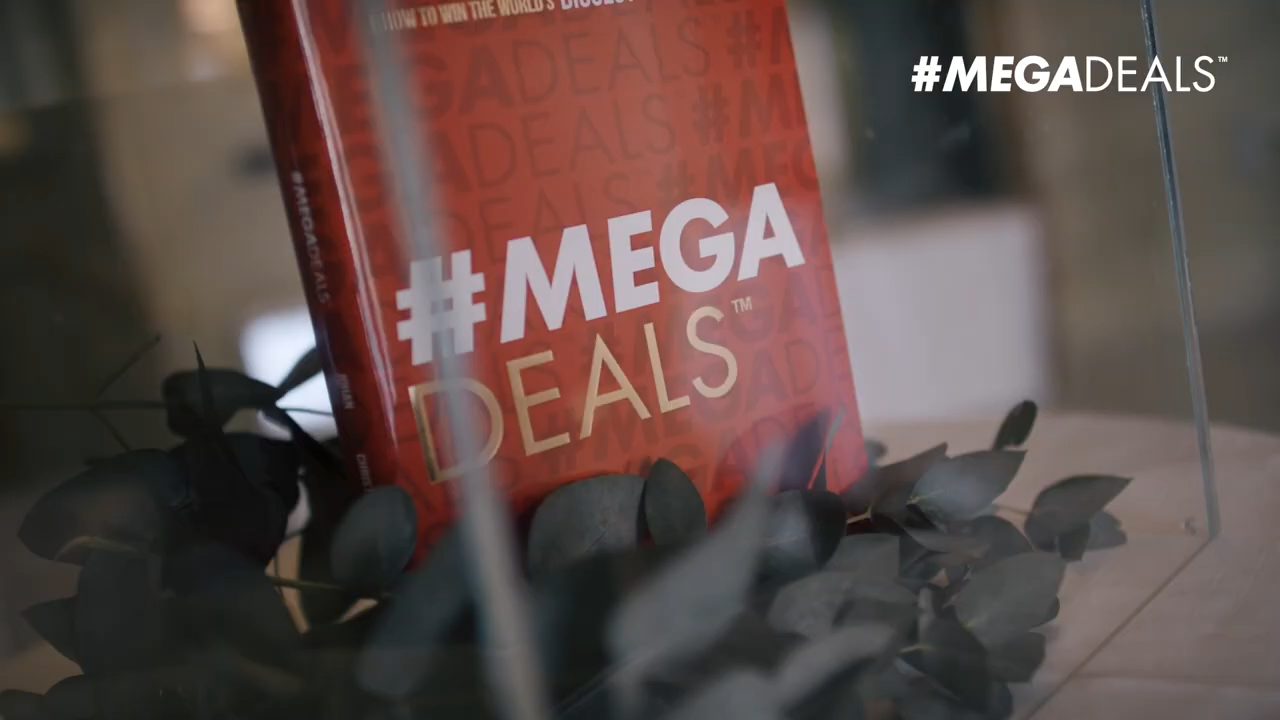 HOW TO WIN THE WORLD'S
#MEGADEALS™
#MEGA
DEALS™
#MEGADEALS